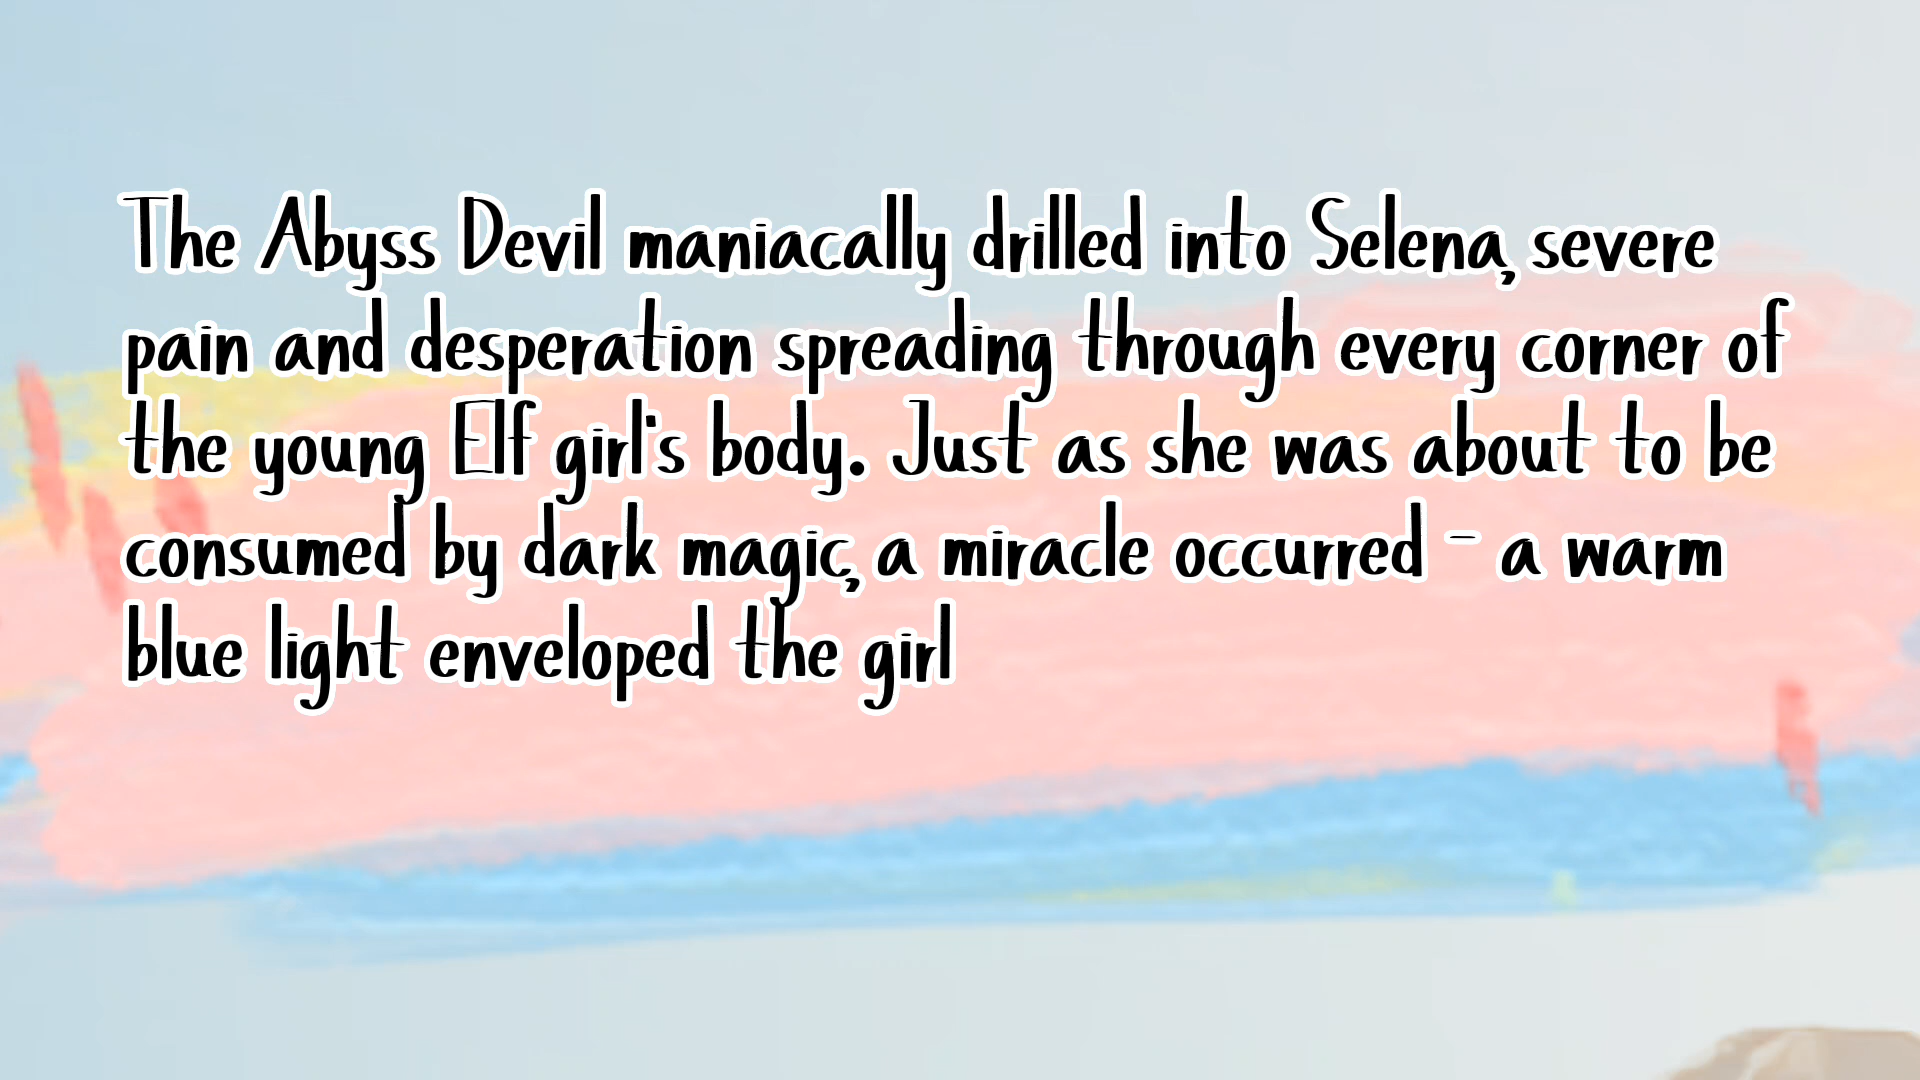 The Abyss Devil maniacally drilled into Selena, severe
pain and desperation spreading through every corner of
the young Elf girl's body. Just as she was about to be
consumed by dark magic, a miracle occurred - a warm
blue light enveloped the girl